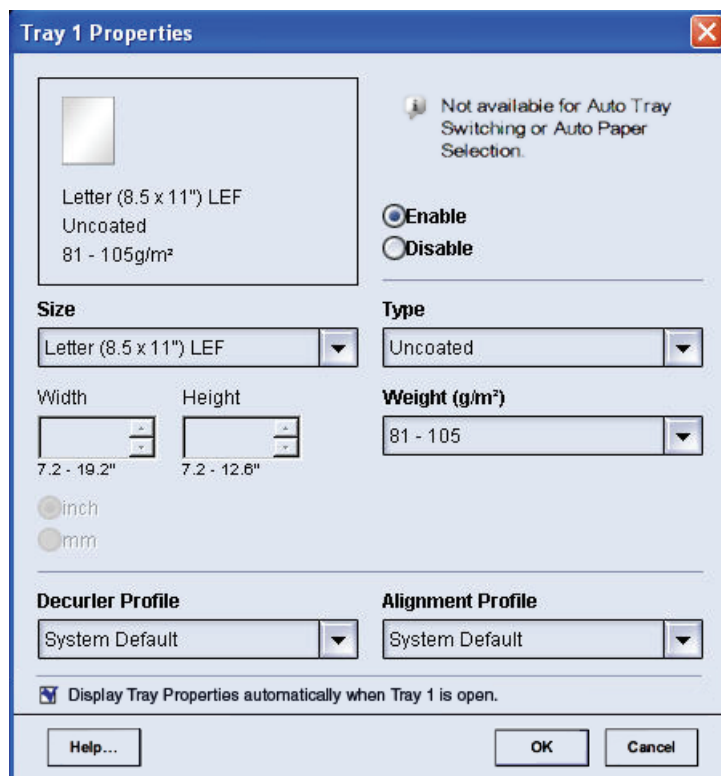 Tray 1 Properties
Not available for Auto Tray
Switching or Auto Paper
Selection.
Letter (8.5 x 11") LEF
Uncoated
81 - 105g/m²
Enable
Disable
Size
Type
Letter (8.5 x 11") LEF
Uncoated
Width
Height
Weight (g/m²)
81 - 105
7.2 - 19.2"
7.2 - 12.6"
inch
mm
Decurler Profile
Alignment Profile
System Default
System Default
Display Tray Properties automatically when Tray 1 is open.
Help...
OK
Cancel